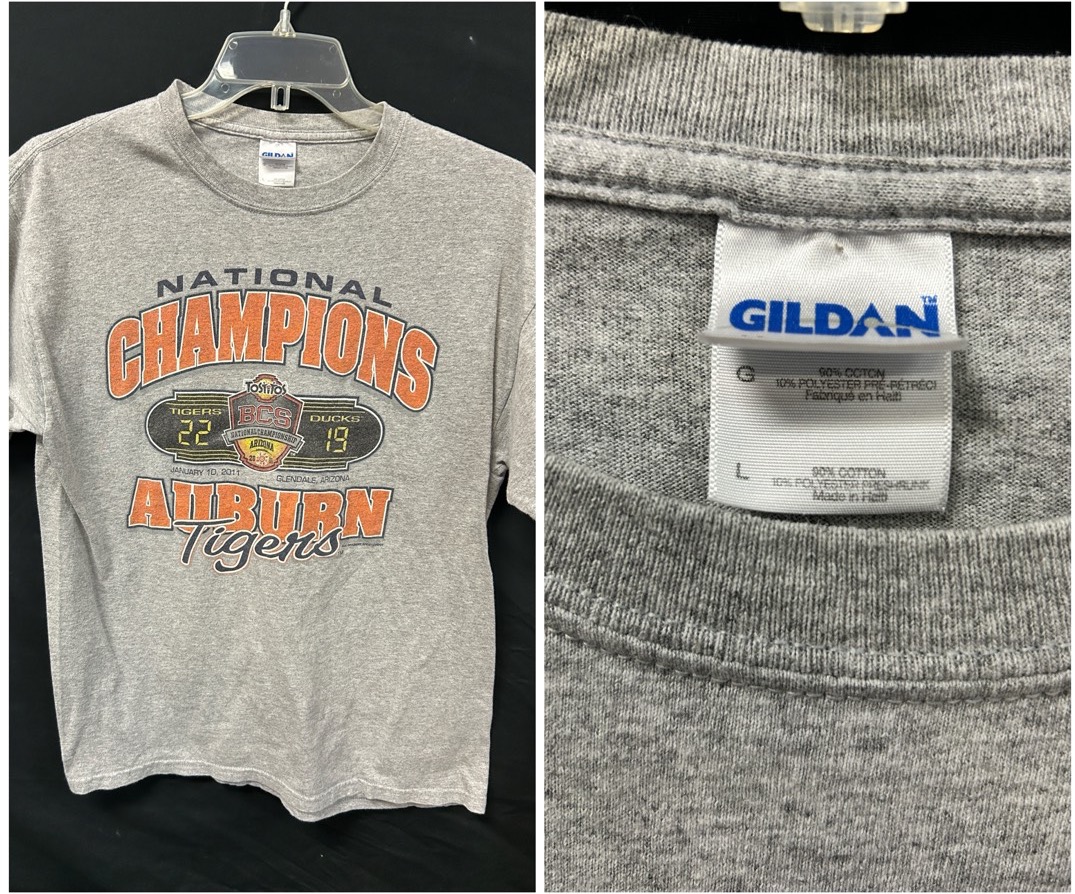 GILDAN
NATIONAL
CHAMPIONS
TOSTITOS
TIGERS
BCS
DUCKS
22
NATIONAL CHAMPIONSHIP
19
ARIZONA
JANUARY 10, 2011
GLENDALE, ARIZONA
AUBURN
Tigers
GILDAN™
G
90% COTON
10% POLYESTER PRÉ-RÉTRÉCI
Fabriqué en Haïti
L
90% COTTON
10% POLYESTER PRESHRUNK
Made in Haiti